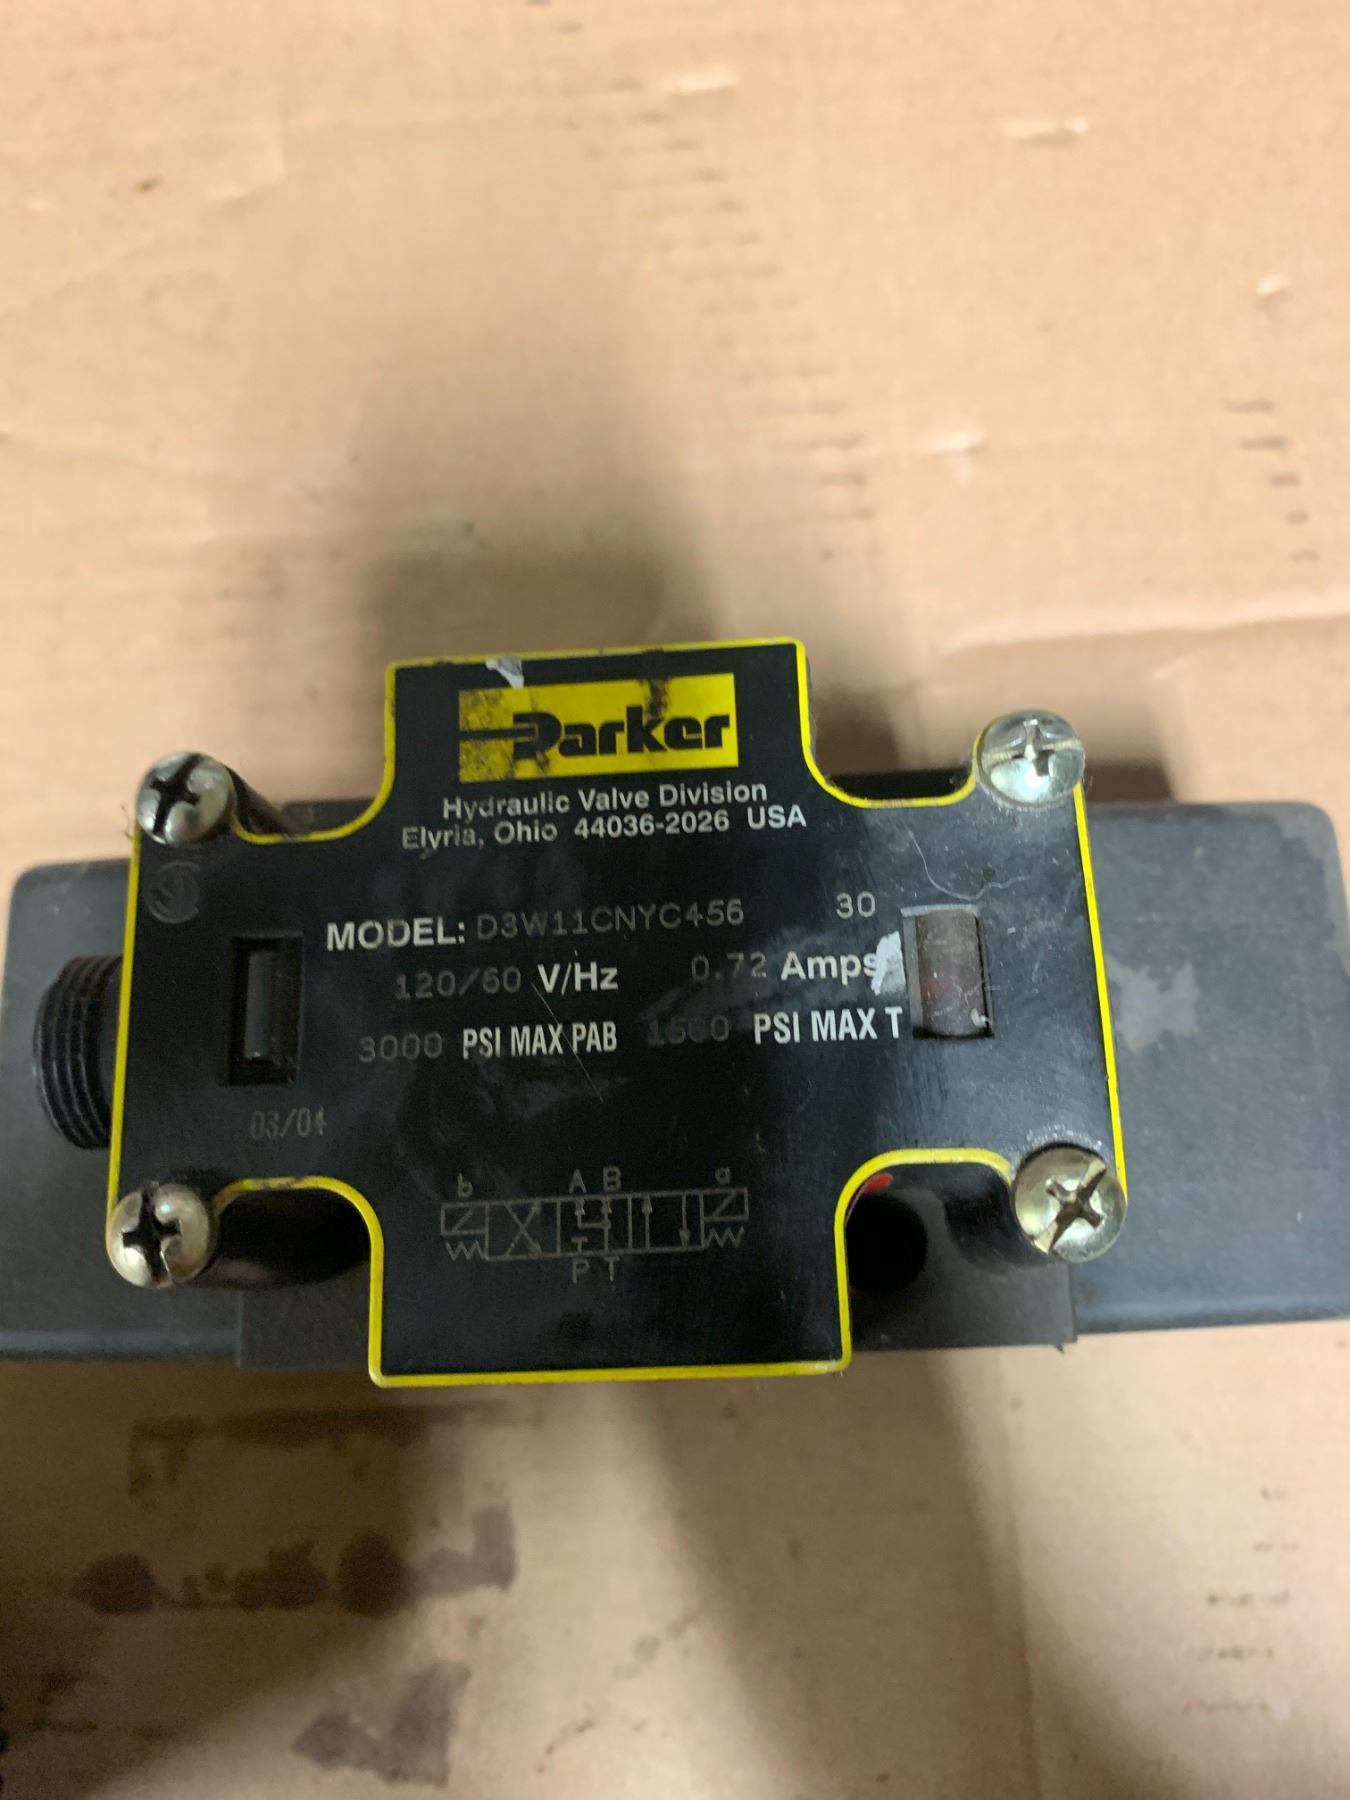 Parker
Hydraulic Valve Division
Elyria, Ohio 44036-2026 USA
MODEL: D3W11CNYC456 30
120/60 V/Hz 0.72 Amps
3000 PSI MAX PAB PSI MAX T
03/04
b A B a
T
P T